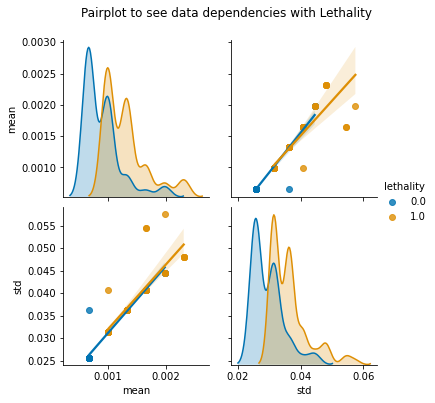 Pairplot to see data dependencies with Lethality
0.0030
0.0025
0.0020
0.0015
0.0010
mean
lethality
0.0
1.0
0.055
0.050
0.045
0.040
0.035
0.030
0.025
std
0.001 0.002
mean
0.02 0.04 0.06
std